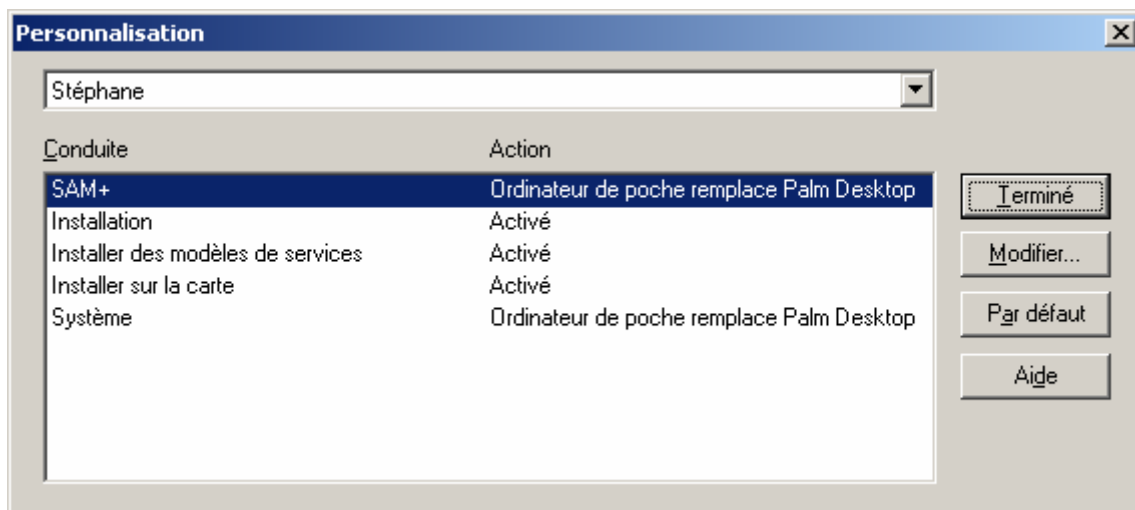 Personnalisation
Stéphane
Conduite Action
SAM+ Ordinateur de poche remplace Palm Desktop
Installation Activé
Installer des modèles de services Activé
Installer sur la carte Activé
Système Ordinateur de poche remplace Palm Desktop
Terminé
Modifier...
Par défaut
Aide